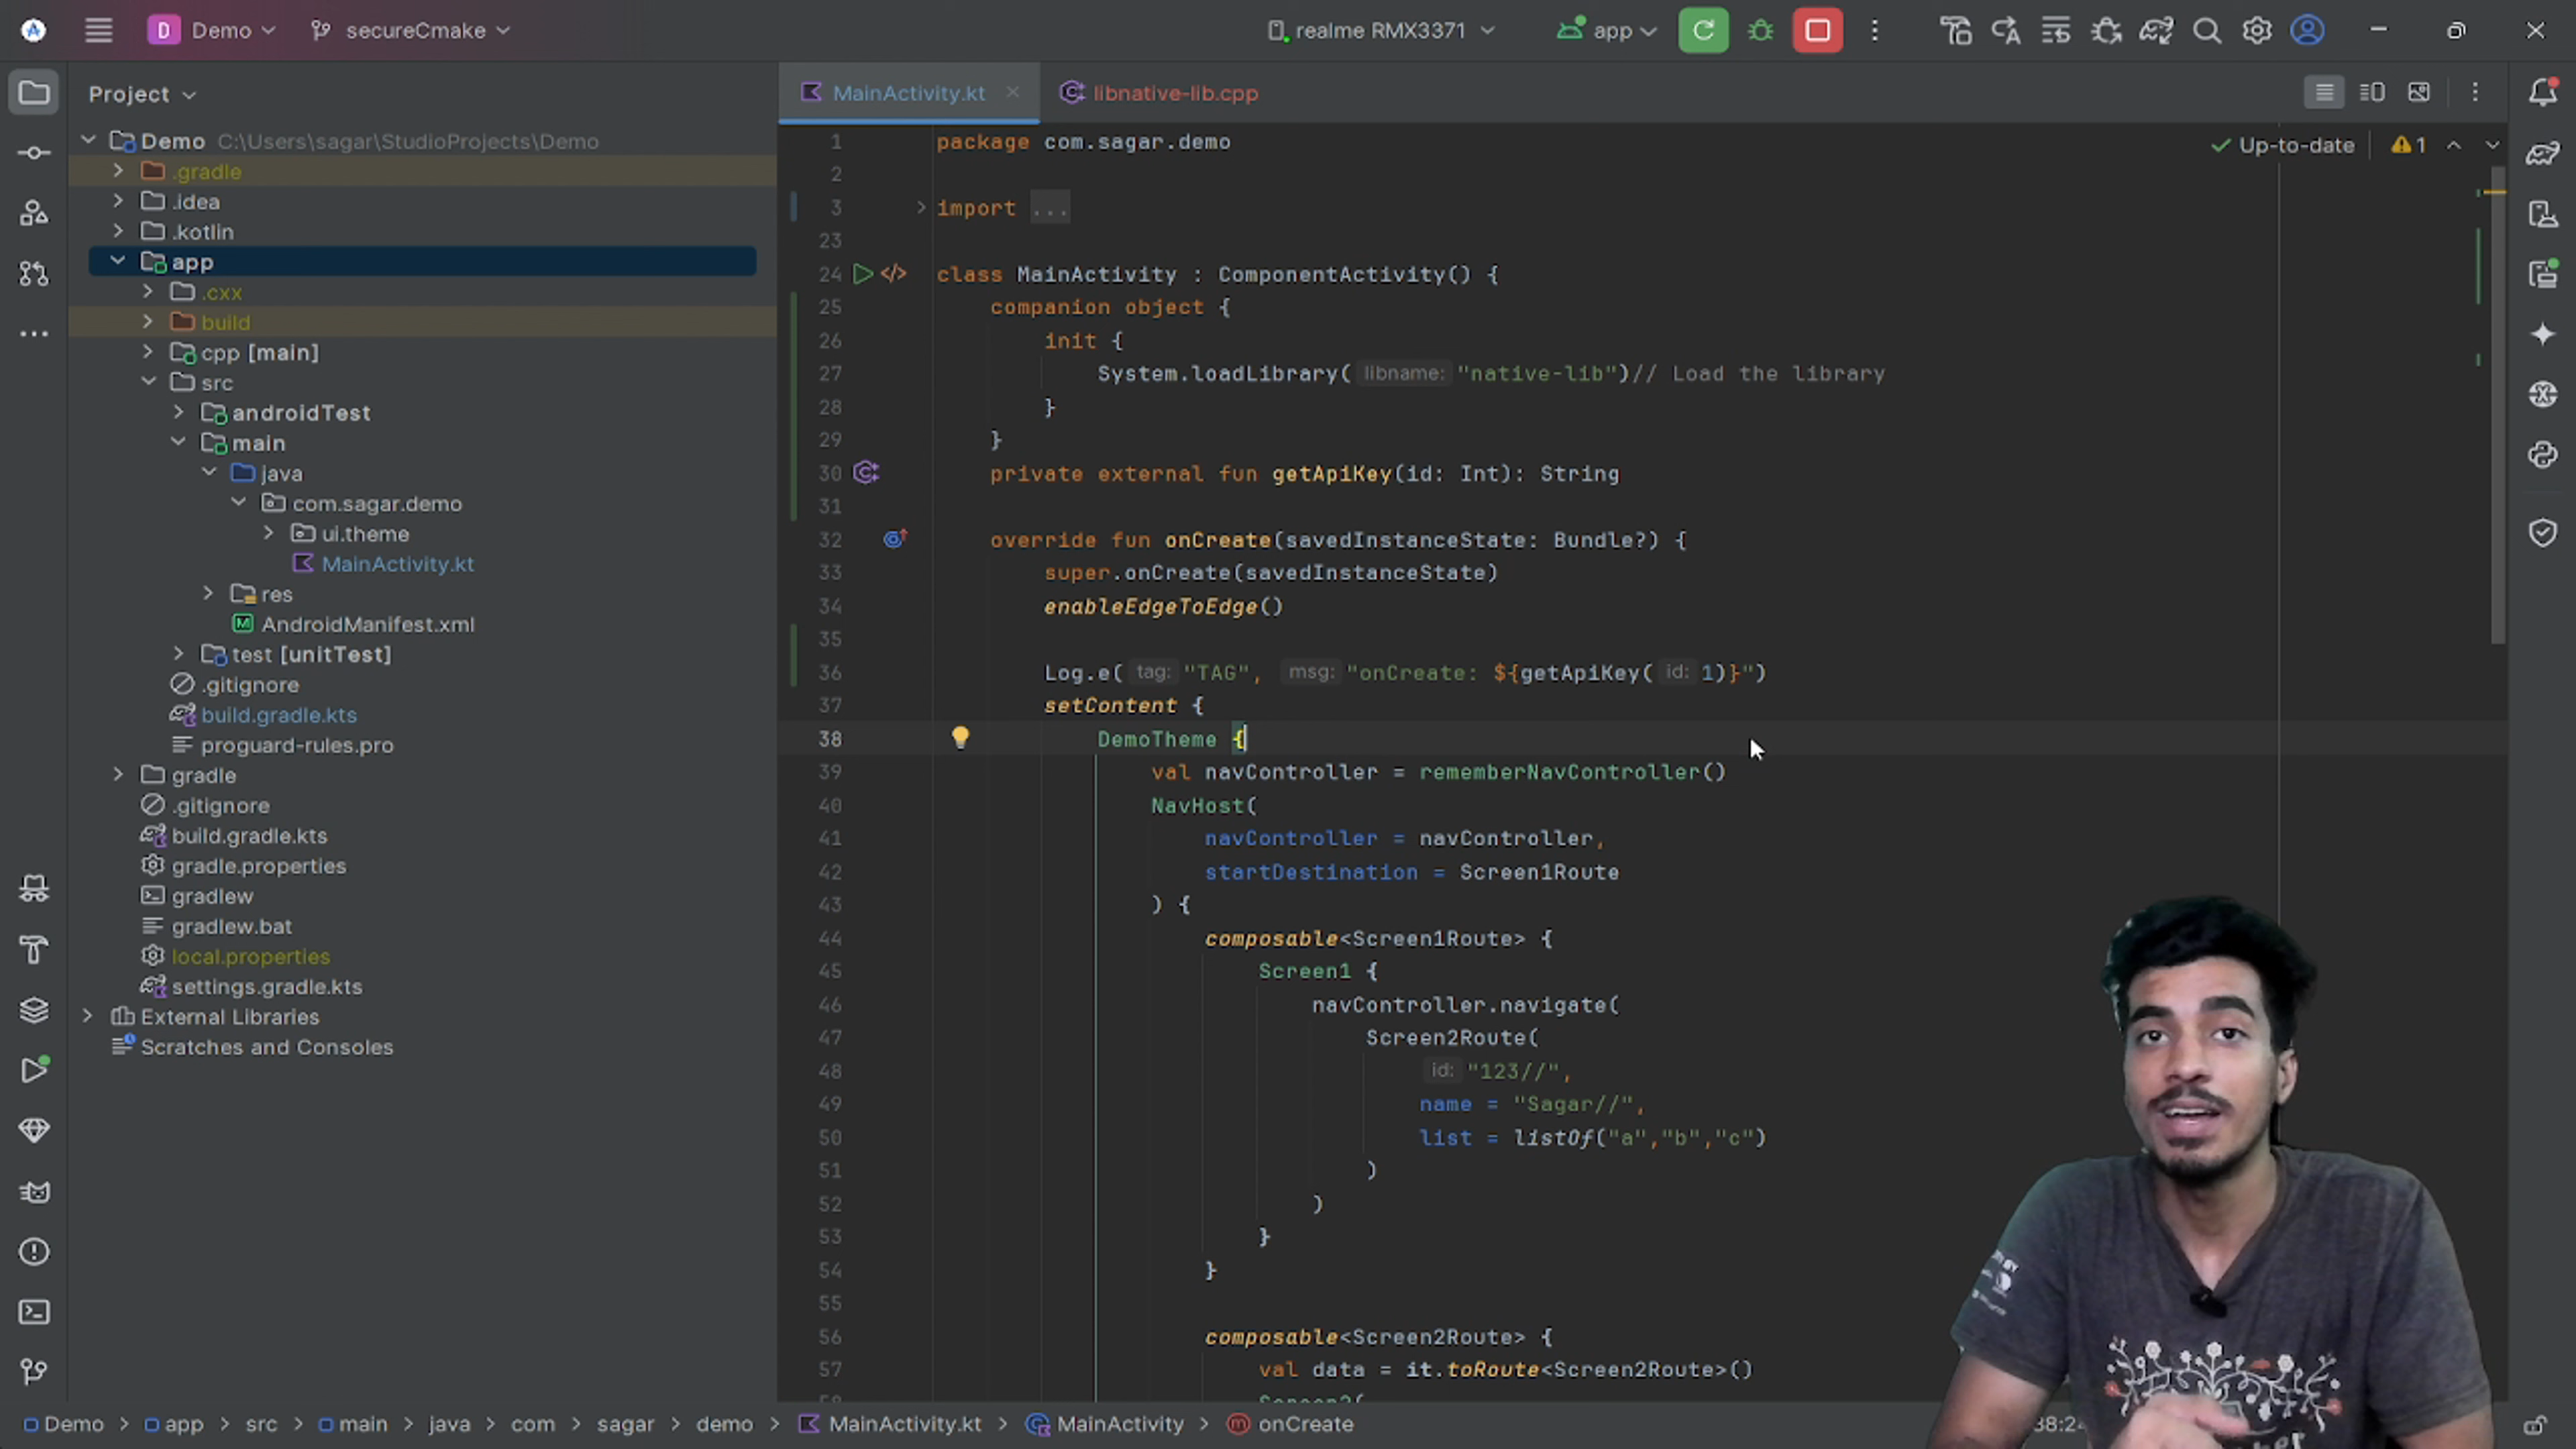 D Demo secureCmake realme RMX3371 app
Project
Demo C:\Users\sagar\StudioProjects\Demo
.gradle
.idea
.kotlin
app
.cxx
build
cpp [main]
src
androidTest
main
java
com.sagar.demo
ui.theme
MainActivity.kt
res
AndroidManifest.xml
test [unitTest]
.gitignore
build.gradle.kts
proguard-rules.pro
gradle
.gitignore
build.gradle.kts
gradle.properties
gradlew
gradlew.bat
local.properties
settings.gradle.kts
External Libraries
Scratches and Consoles
MainActivity.kt libnative-lib.cpp
Up-to-date 1
1 package com.sagar.demo
2
3 import ...
23
24 class MainActivity : ComponentActivity() {
25 companion object {
26 init {
27 System.loadLibrary( libname: "native-lib")// Load the library
28 }
29 }
30 private external fun getApiKey(id: Int): String
31
32 override fun onCreate(savedInstanceState: Bundle?) {
33 super.onCreate(savedInstanceState)
34 enableEdgeToEdge()
35
36 Log.e( tag: "TAG", msg: "onCreate: ${getApiKey( id: 1)}")
37 setContent {
38 DemoTheme {
39 val navController = rememberNavController()
40 NavHost(
41 navController = navController,
42 startDestination = Screen1Route
43 ) {
44 composable<Screen1Route> {
45 Screen1 {
46 navController.navigate(
47 Screen2Route(
48 id: "123//",
49 name = "Sagar//",
50 list = listOf("a","b","c")
51 )
52 )
53 }
54 }
55
56 composable<Screen2Route> {
57 val data = it.toRoute<Screen2Route>()
Demo > app > src > main > java > com > sagar > demo > MainActivity.kt > MainActivity > onCreate